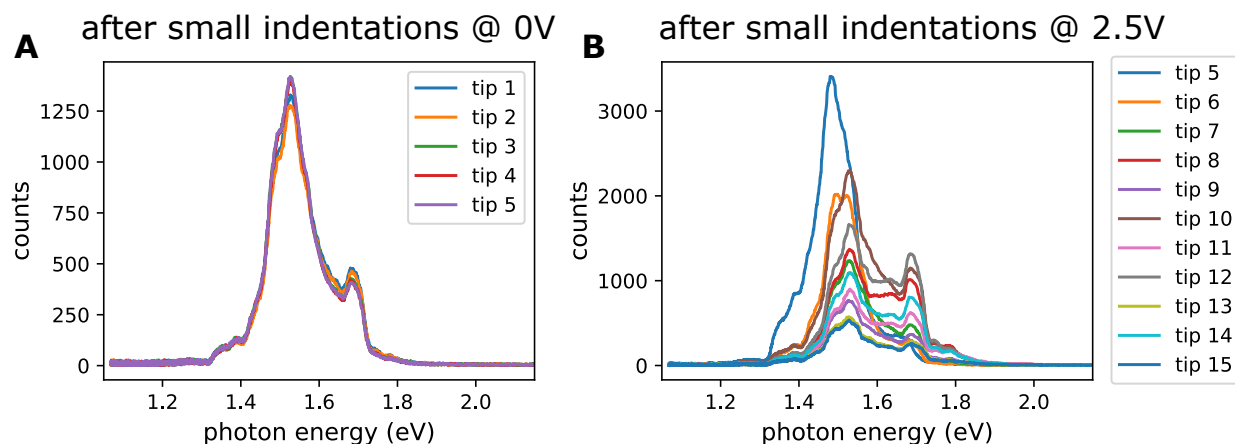 after small indentations @ 0V
after small indentations @ 2.5V
A
B
counts
1250
1000
750
500
250
0
1.2
1.4
1.6
1.8
2.0
photon energy (eV)
tip 1
tip 2
tip 3
tip 4
tip 5
counts
3000
2000
1000
0
1.2
1.4
1.6
1.8
2.0
photon energy (eV)
tip 5
tip 6
tip 7
tip 8
tip 9
tip 10
tip 11
tip 12
tip 13
tip 14
tip 15